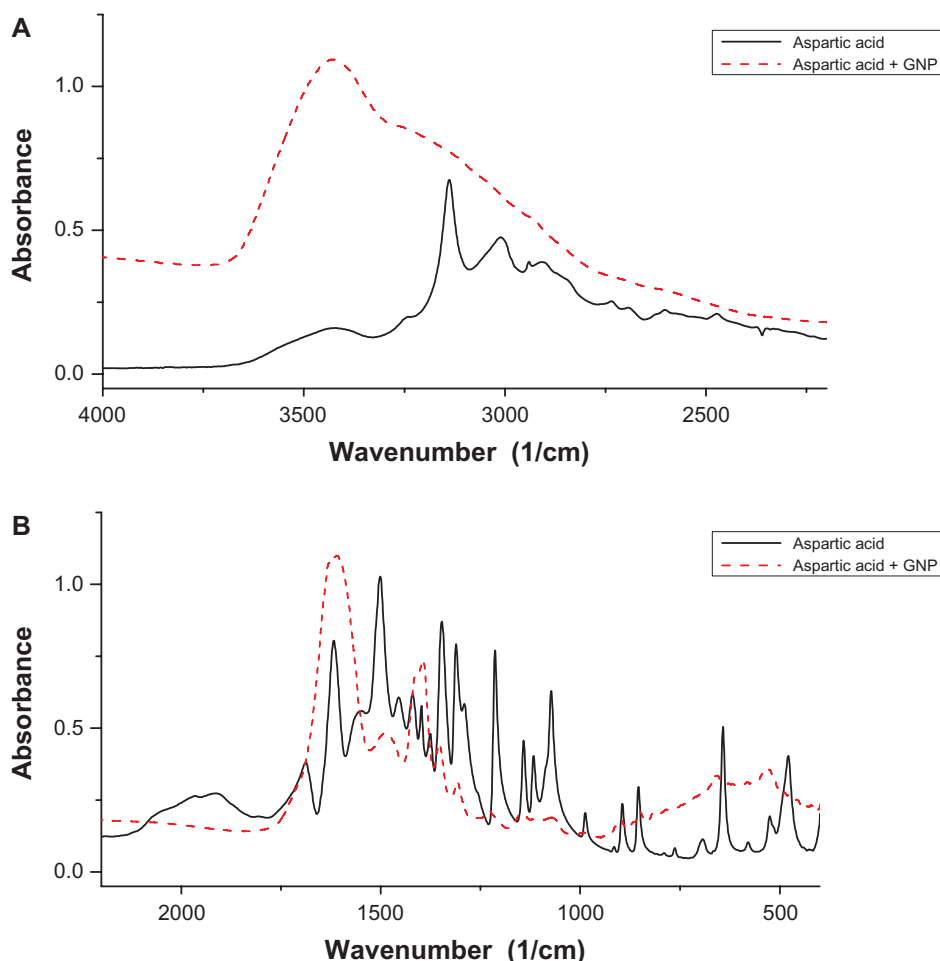 A
Aspartic acid
Aspartic acid + GNP
Absorbance
1.0
0.5
0.0
4000 3500 3000 2500
Wavenumber (1/cm)
B
Aspartic acid
Aspartic acid + GNP
Absorbance
1.0
0.5
0.0
2000 1500 1000 500
Wavenumber (1/cm)